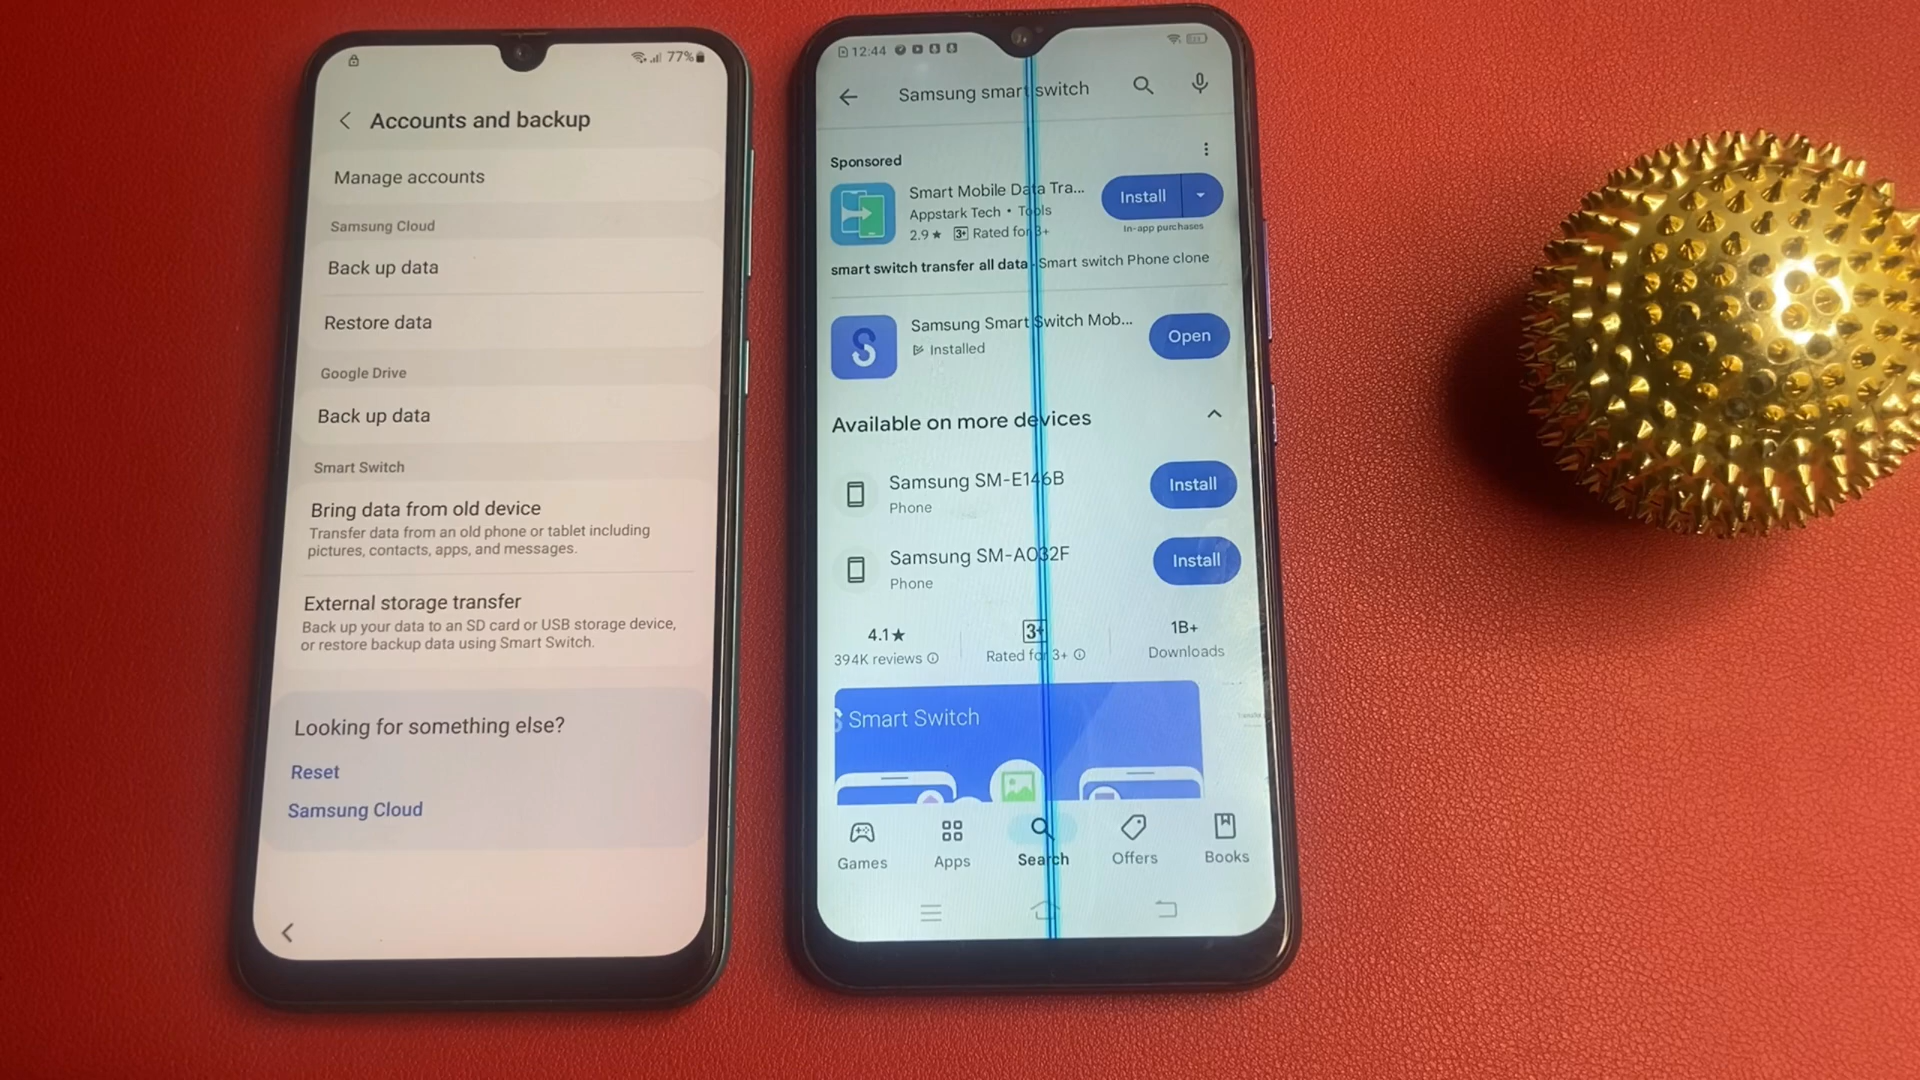 77%
Accounts and backup
Manage accounts
Samsung Cloud
Back up data
Restore data
Google Drive
Back up data
Smart Switch
Bring data from old device
Transfer data from an old phone or tablet including
pictures, contacts, apps, and messages.
External storage transfer
Back up your data to an SD card or USB storage device,
or restore backup data using Smart Switch.
Looking for something else?
Reset
Samsung Cloud
12:44
Samsung smart switch
Sponsored
Smart Mobile Data Tra...
Appstark Tech • Tools
2.9★ 3+ Rated for 3+
Install
In-app purchases
smart switch transfer all data - Smart switch Phone clone
Samsung Smart Switch Mob...
Installed
Open
Available on more devices
Samsung SM-E146B
Phone
Install
Samsung SM-A032F
Phone
Install
4.1★
394K reviews
3+
Rated for 3+
1B+
Downloads
Smart Switch
Games
Apps
Search
Offers
Books